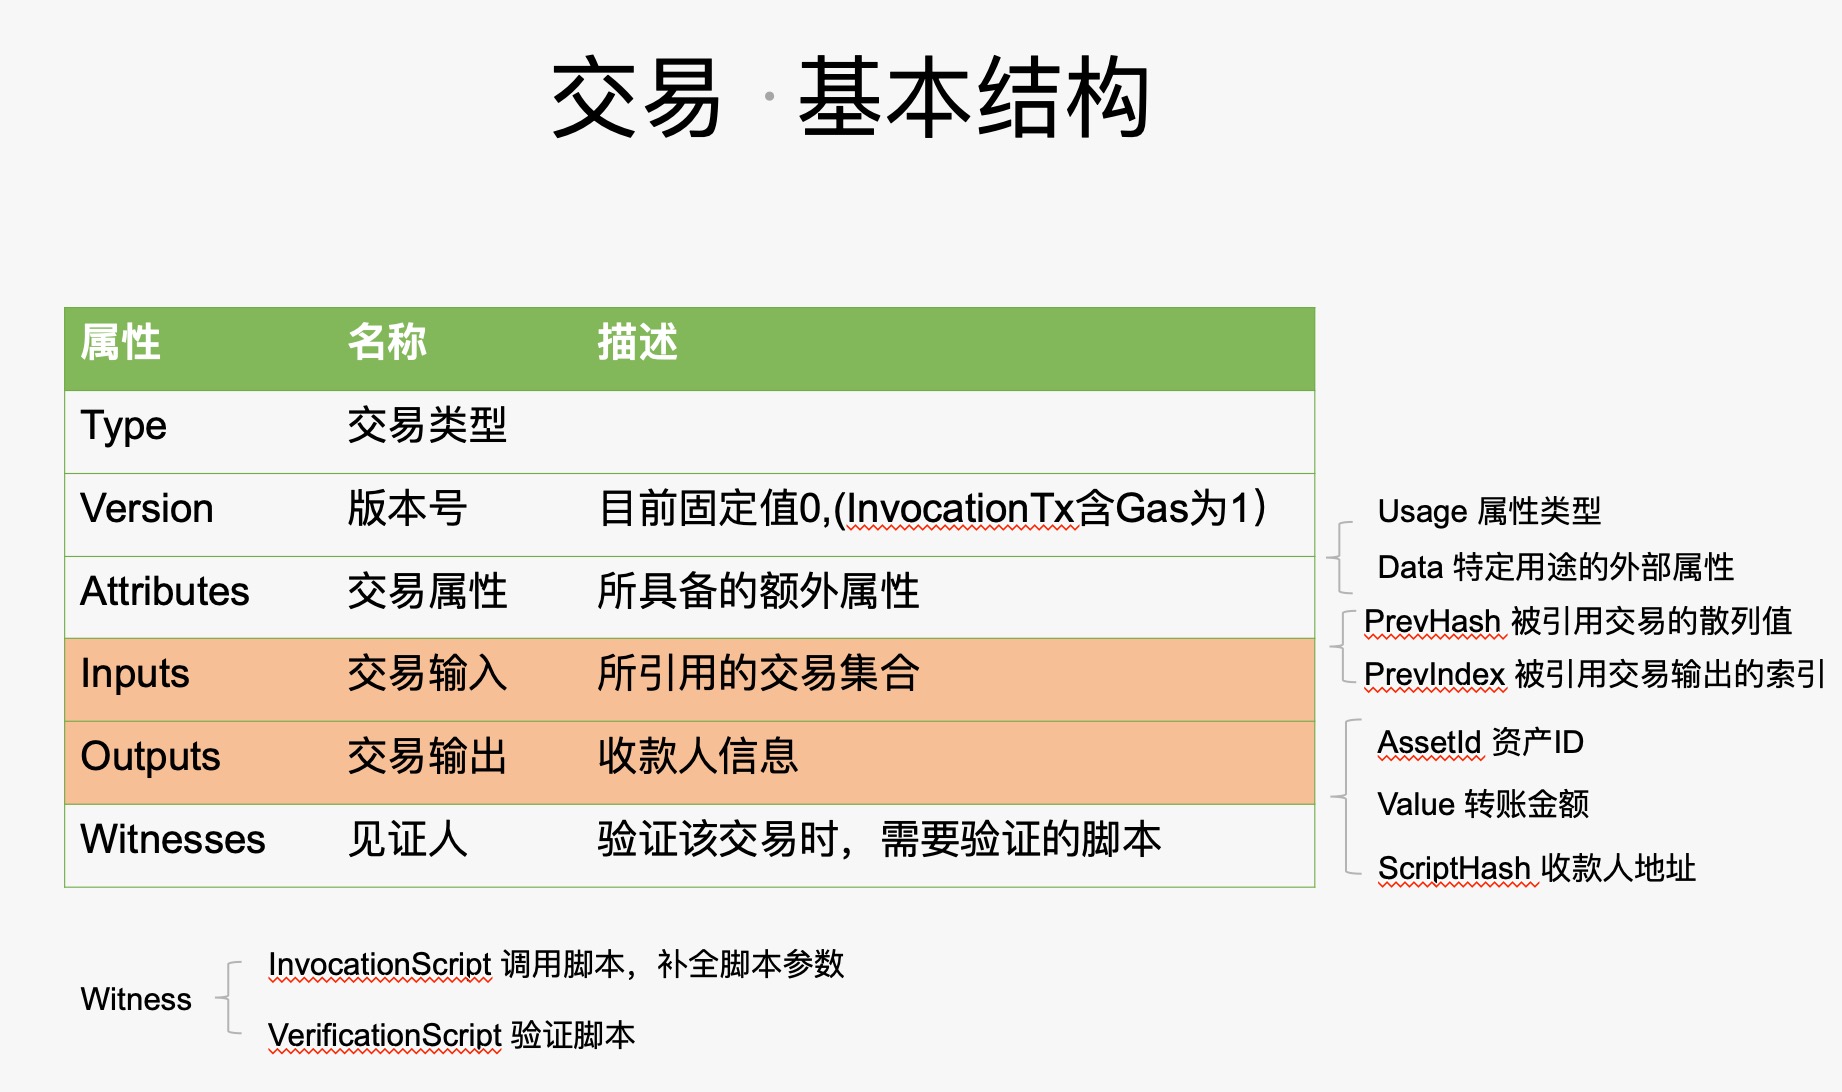 交易 · 基本结构
属性 名称 描述
Type 交易类型
Version 版本号 目前固定值0,(InvocationTx含Gas为1)
Attributes 交易属性 所具备的额外属性
Inputs 交易输入 所引用的交易集合
Outputs 交易输出 收款人信息
Witnesses 见证人 验证该交易时，需要验证的脚本
Usage 属性类型
Data 特定用途的外部属性
PrevHash 被引用交易的散列值
PrevIndex 被引用交易输出的索引
AssetId 资产ID
Value 转账金额
ScriptHash 收款人地址
Witness
InvocationScript 调用脚本，补全脚本参数
VerificationScript 验证脚本